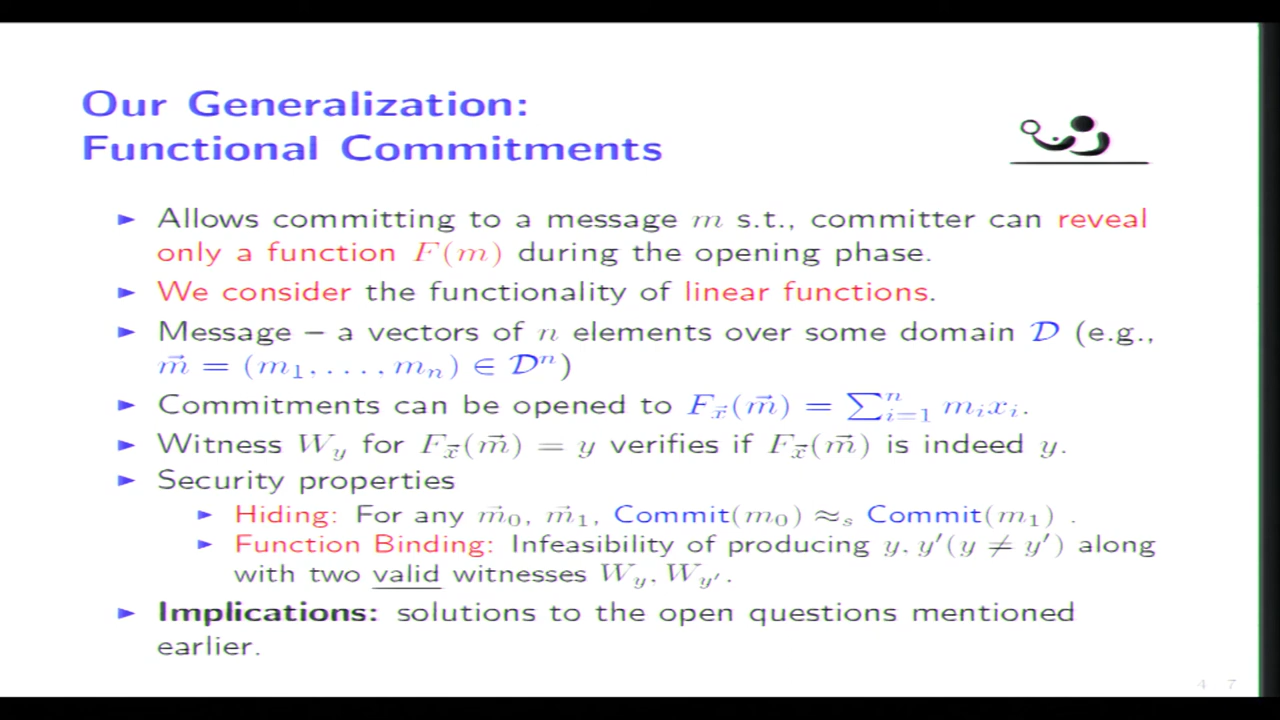 Our Generalization:
Functional Commitments
► Allows committing to a message m s.t., committer can reveal
only a function F(m) during the opening phase.
► We consider the functionality of linear functions.
► Message – a vectors of n elements over some domain 𝒟 (e.g.,
m⃗ = (m₁, . . . , mₙ) ∈ 𝒟ⁿ)
► Commitments can be opened to F_x⃗(m⃗) = ∑ⁿᵢ₌₁ mᵢxᵢ.
► Witness W_y for F_x⃗(m⃗) = y verifies if F_x⃗(m⃗) is indeed y.
► Security properties
► Hiding: For any m⃗₀, m⃗₁, Commit(m₀) ≈ₛ Commit(m₁) .
► Function Binding: Infeasibility of producing y, y′(y ≠ y′) along
with two valid witnesses W_y, W_y′.
► Implications: solutions to the open questions mentioned
earlier.
4 7